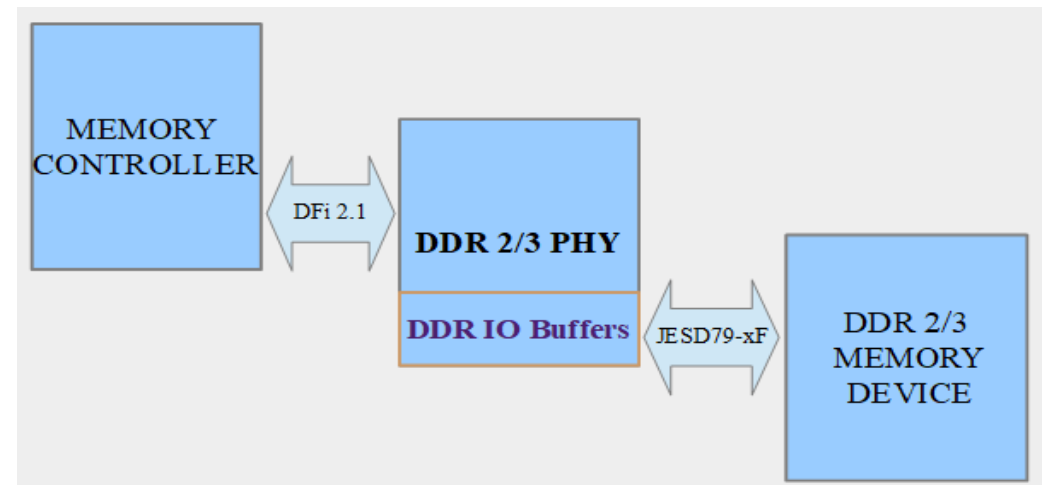 MEMORY
CONTROLLER
DFi 2.1
DDR 2/3 PHY
DDR IO Buffers
JESD79-xF
DDR 2/3
MEMORY
DEVICE